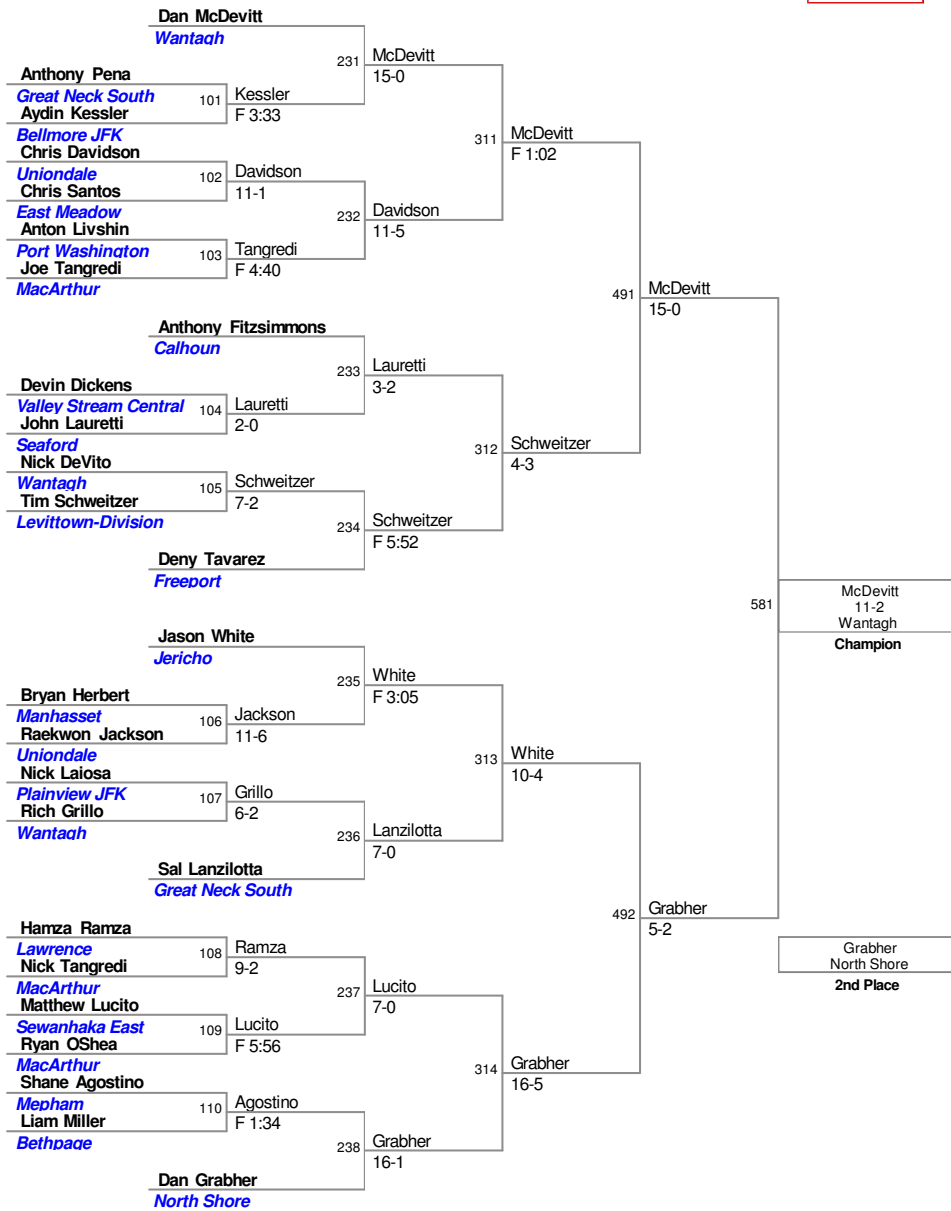 Dan McDevitt
Wantagh
231
McDevitt
15-0
Anthony Pena
Great Neck South
101
Kessler
F 3:33
Aydin Kessler
Bellmore JFK
311
McDevitt
F 1:02
Chris Davidson
Uniondale
102
Davidson
11-1
Chris Santos
East Meadow
232
Davidson
11-5
Anton Livshin
Port Washington
103
Tangredi
F 4:40
Joe Tangredi
MacArthur
491
McDevitt
15-0
Anthony Fitzsimmons
Calhoun
233
Lauretti
3-2
Devin Dickens
Valley Stream Central
104
Lauretti
2-0
John Lauretti
Seaford
312
Schweitzer
4-3
Nick DeVito
Wantagh
105
Schweitzer
7-2
Tim Schweitzer
Levittown-Division
234
Schweitzer
F 5:52
Deny Tavarez
Freeport
581
McDevitt
11-2
Wantagh
Champion
Jason White
Jericho
235
White
F 3:05
Bryan Herbert
Manhasset
106
Jackson
11-6
Raekwon Jackson
Uniondale
313
White
10-4
Nick Laiosa
Plainview JFK
107
Grillo
6-2
Rich Grillo
Wantagh
236
Lanzilotta
7-0
Sal Lanzilotta
Great Neck South
492
Grabher
5-2
Hamza Ramza
Lawrence
108
Ramza
9-2
Nick Tangredi
MacArthur
Grabher
North Shore
2nd Place
237
Lucito
7-0
Matthew Lucito
Sewanhaka East
109
Lucito
F 5:56
Ryan OShea
MacArthur
314
Grabher
16-5
Shane Agostino
Mepham
110
Agostino
F 1:34
Liam Miller
Bethpage
238
Grabher
16-1
Dan Grabher
North Shore